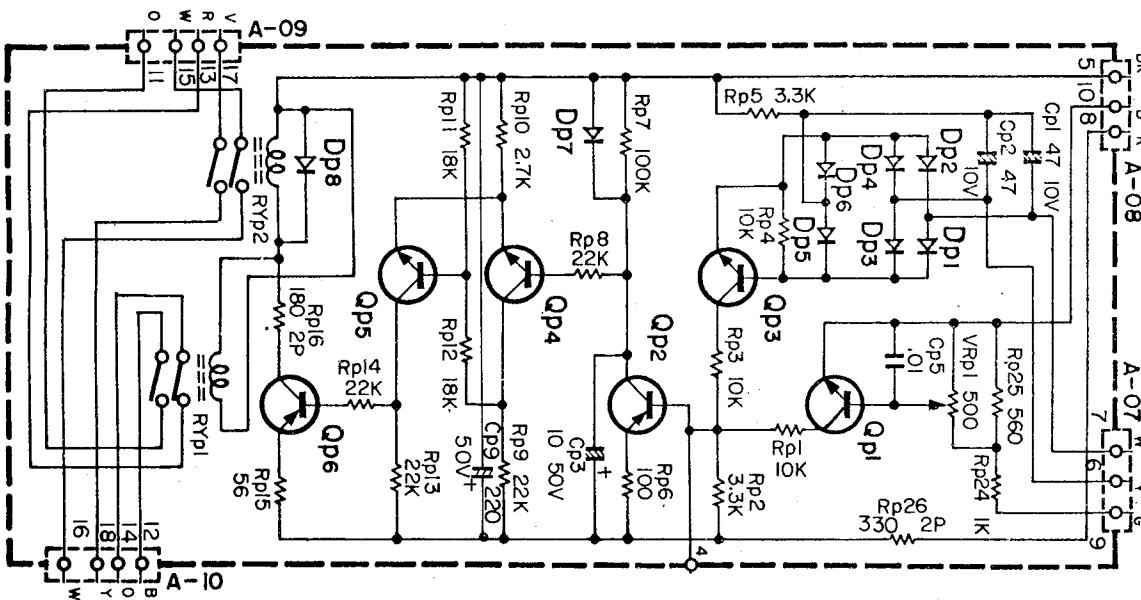 O W R V
A-09
11 15 13 17
5 10 8
A-08
Rp11 18K
Rp10 2.7K
Dp7
Rp7 100K
Rp5 3.3K
Dp2
Dp4
Dp6
Cp1 47 10V
Cp2 47 10V
Dp8
RYp2
Rp4 10K
Dp5
Dp3
Dp1
Rp8 22K
Qp5
Qp4
Qp3
Qp2
Rp16 180 2P
Rp14 22K
Rp12 18K
Rp3 10K
Cp5 .01
VRp1 500
Rp25 560
A-07
7
6
9
RYp1
Qp6
Rp15 56
Rp13 22K
Cp9 220 50V +
Rp9 22K
Cp3 10 50V +
Rp6 100
Rp1 10K
Qp1
Rp2 3.3K
Rp24 1K
Rp26 330 2P
4
16 18 14 12
A-10
W Y O B